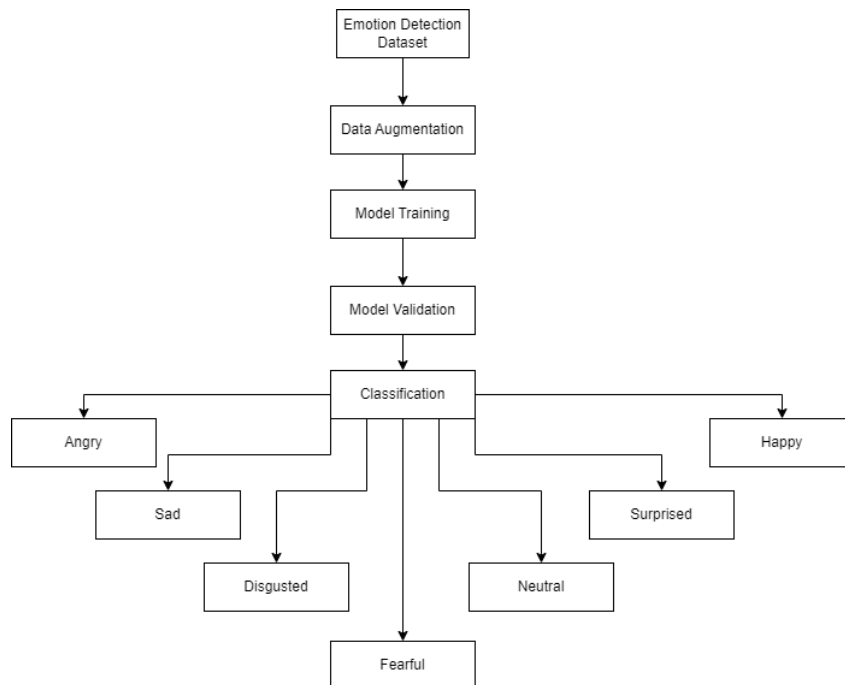 Emotion Detection
Dataset
Data Augmentation
Model Training
Model Validation
Classification
Angry
Happy
Sad
Surprised
Disgusted
Neutral
Fearful